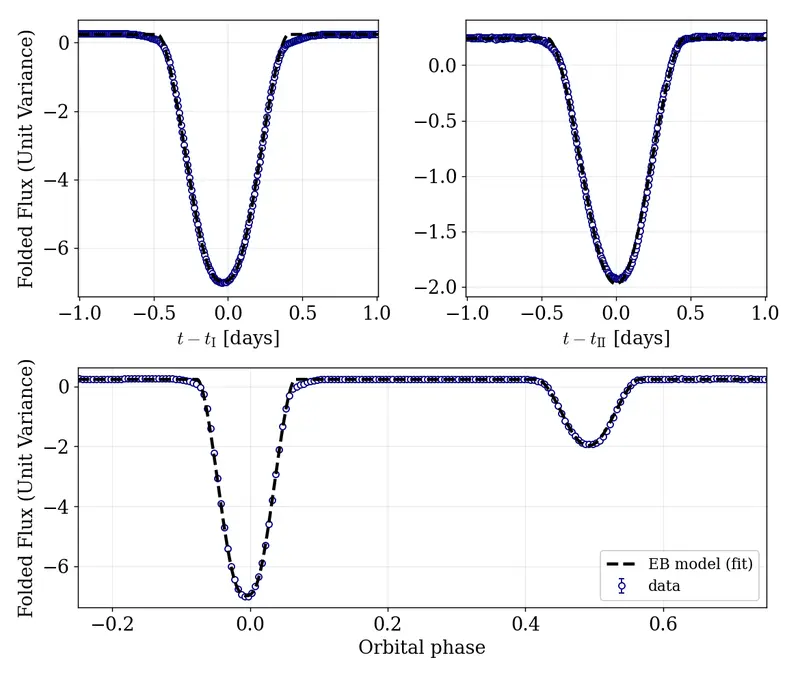 Folded Flux (Unit Variance)
0
−2
−4
−6
−1.0 −0.5 0.0 0.5 1.0
t − tI [days]
0.0
−0.5
−1.0
−1.5
−2.0
−1.0 −0.5 0.0 0.5 1.0
t − tII [days]
Folded Flux (Unit Variance)
0
−2
−4
−6
EB model (fit)
data
−0.2 0.0 0.2 0.4 0.6
Orbital phase